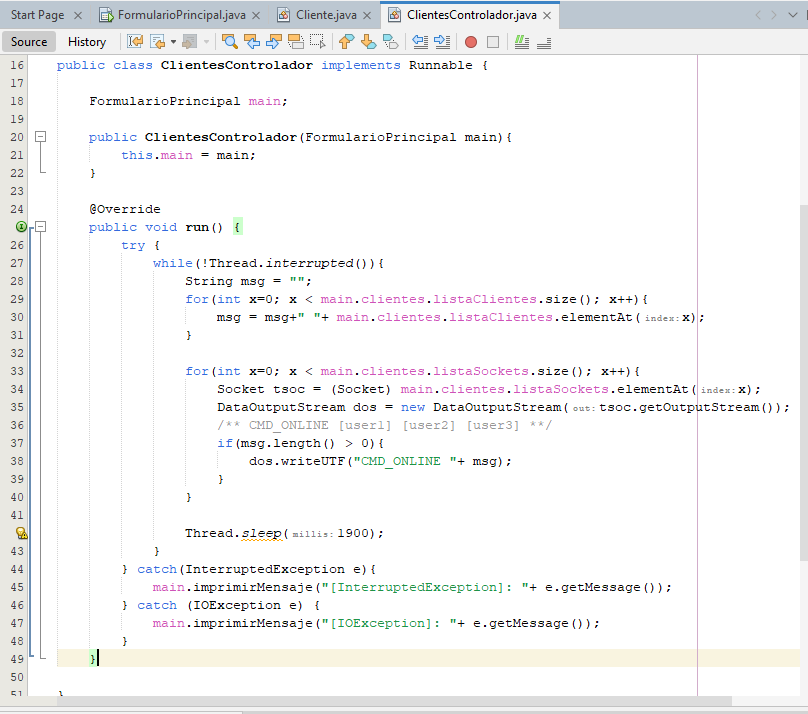 Start Page FormularioPrincipal.java Cliente.java ClientesControlador.java
Source History
16 public class ClientesControlador implements Runnable {
17
18 FormularioPrincipal main;
19
20 public ClientesControlador(FormularioPrincipal main){
21 this.main = main;
22 }
23
24 @Override
public void run() {
26 try {
27 while(!Thread.interrupted()){
28 String msg = "";
29 for(int x=0; x < main.clientes.listaClientes.size(); x++){
30 msg = msg+" "+ main.clientes.listaClientes.elementAt(index:x);
31 }
32
33 for(int x=0; x < main.clientes.listaSockets.size(); x++){
34 Socket tsoc = (Socket) main.clientes.listaSockets.elementAt(index:x);
35 DataOutputStream dos = new DataOutputStream(out:tsoc.getOutputStream());
36 /** CMD_ONLINE [user1] [user2] [user3] **/
37 if(msg.length() > 0){
38 dos.writeUTF("CMD_ONLINE "+ msg);
39 }
40 }
41
Thread.sleep(millis:1900);
43 }
44 } catch(InterruptedException e){
45 main.imprimirMensaje("[InterruptedException]: "+ e.getMessage());
46 } catch (IOException e) {
47 main.imprimirMensaje("[IOException]: "+ e.getMessage());
48 }
49 }
50
51 }